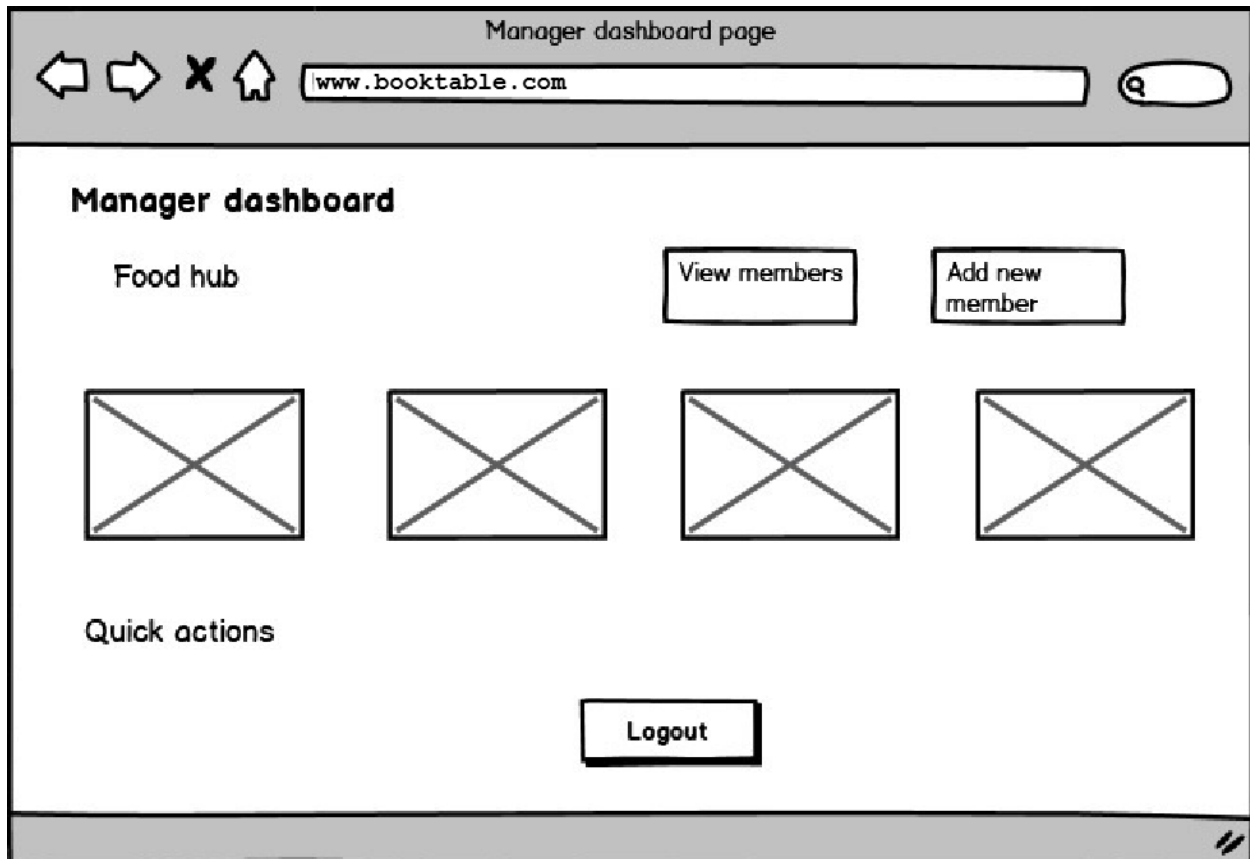 Manager dashboard page
www.booktable.com
Manager dashboard
Food hub
View members
Add new
member
Quick actions
Logout